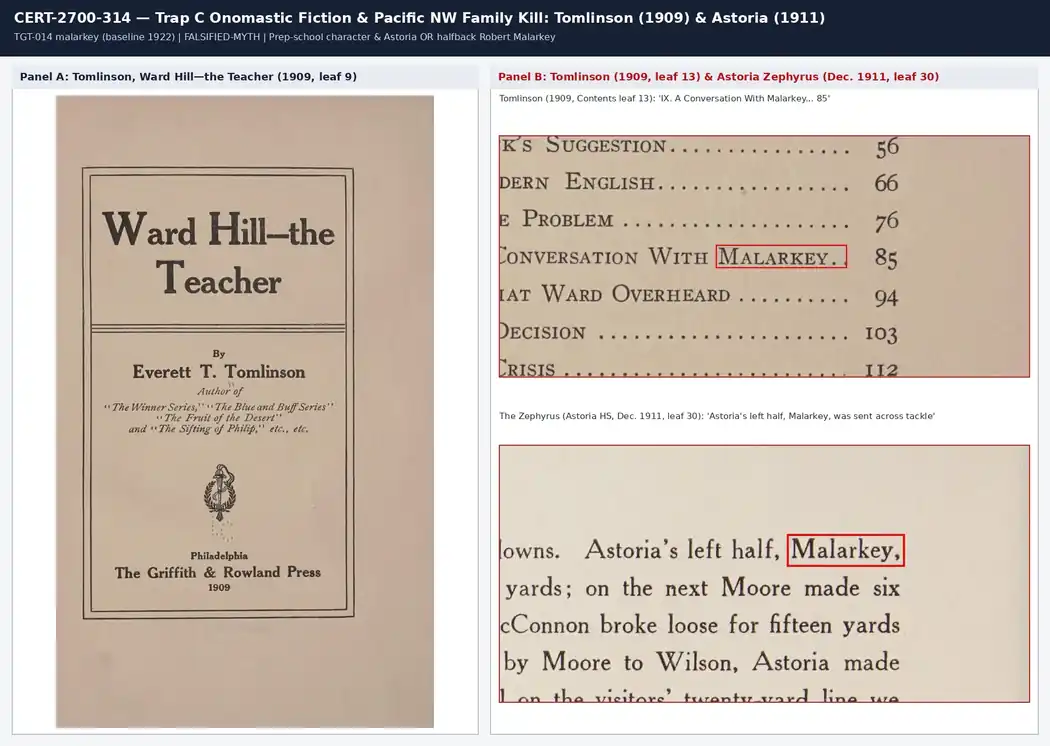 CERT-2700-314 — Trap C Onomastic Fiction & Pacific NW Family Kill: Tomlinson (1909) & Astoria (1911)
TGT-014 malarkey (baseline 1922) | FALSIFIED-MYTH | Prep-school character & Astoria OR halfback Robert Malarkey
Panel A: Tomlinson, Ward Hill—the Teacher (1909, leaf 9)
Ward Hill—the
Teacher
By
Everett T. Tomlinson
Author of
"The Winner Series," "The Blue and Buff Series"
"The Fruit of the Desert"
and "The Sifting of Philip," etc., etc.
Philadelphia
The Griffith & Rowland Press
1909
Panel B: Tomlinson (1909, leaf 13) & Astoria Zephyrus (Dec. 1911, leaf 30)
Tomlinson (1909, Contents leaf 13): 'IX. A Conversation With Malarkey... 85'
K'S SUGGESTION............... 56
DERN ENGLISH................. 66
E PROBLEM .................... 76
CONVERSATION WITH MALARKEY.. 85
HAT WARD OVERHEARD .......... 94
DECISION ...................... 103
CRISIS ......................... 112
The Zephyrus (Astoria HS, Dec. 1911, leaf 30): 'Astoria's left half, Malarkey, was sent across tackle'
lowns. Astoria's left half, Malarkey,
yards; on the next Moore made six
cConnon broke loose for fifteen yards
by Moore to Wilson, Astoria made
l on the visitors' twenty-yard line we